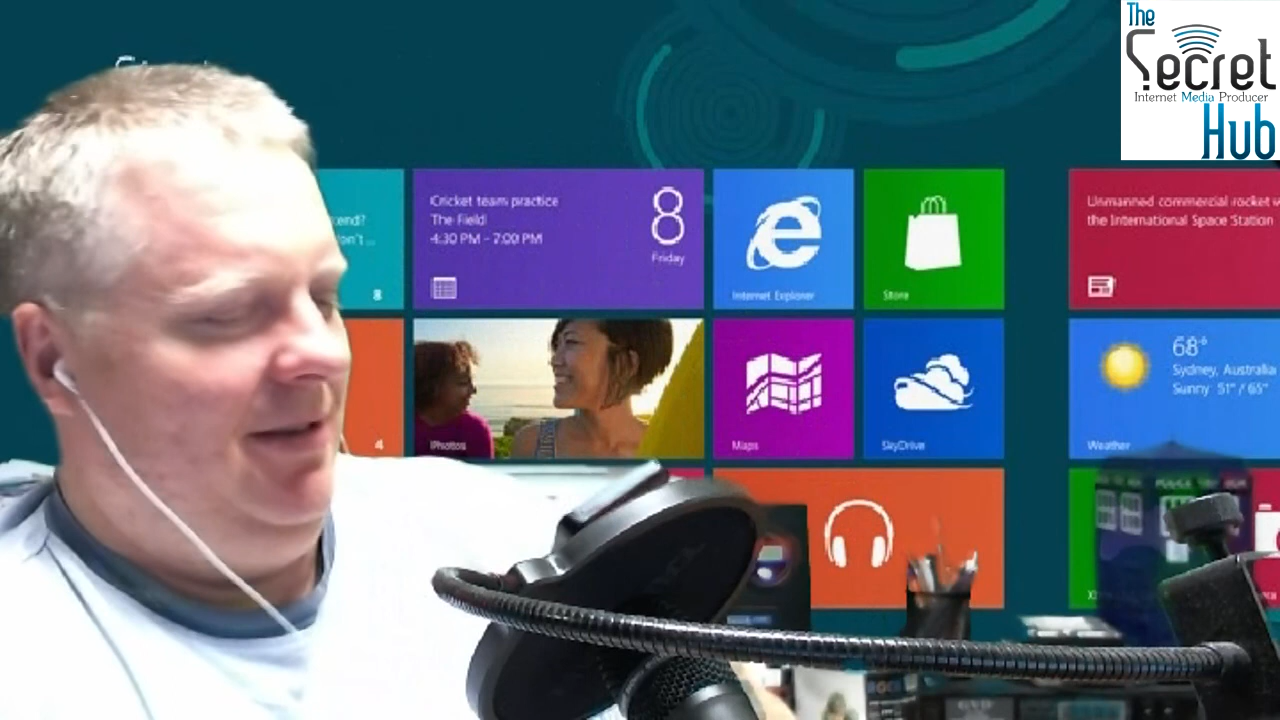 The
Secret
Internet Media Producer
Hub
Cricket team practice
The Field
4:30 PM - 7:00 PM
8
Friday
8
Internet Explorer
Store
Unmanned commercial rocket
the International Space Station
68°
Sydney, Australia
Sunny 51° / 65°
4
Photos
Maps
SkyDrive
Weather
POLICE